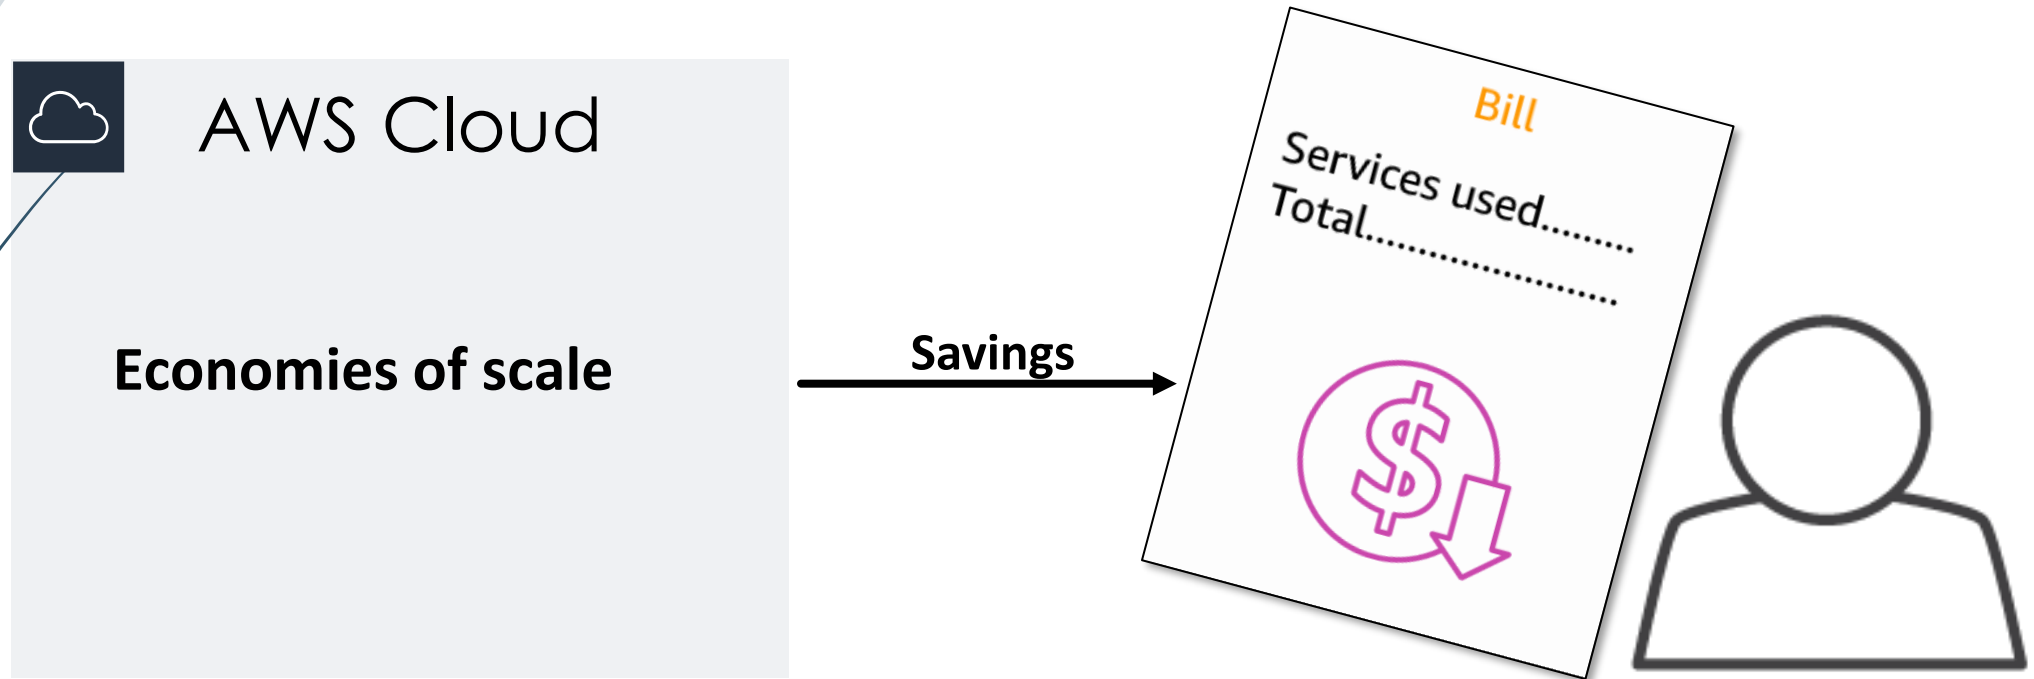 AWS Cloud
Economies of scale
Savings
Bill
Services used.........
Total......................
$